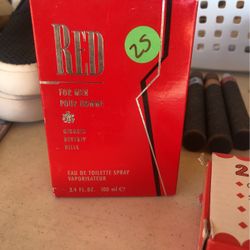 RED
25
FOR MEN
POUR HOMME
GIORGIO
BEVERLY
HILLS
EAU DE TOILETTE SPRAY
VAPORISATEUR
3.4 FL.OZ. 100 ml ℮
2